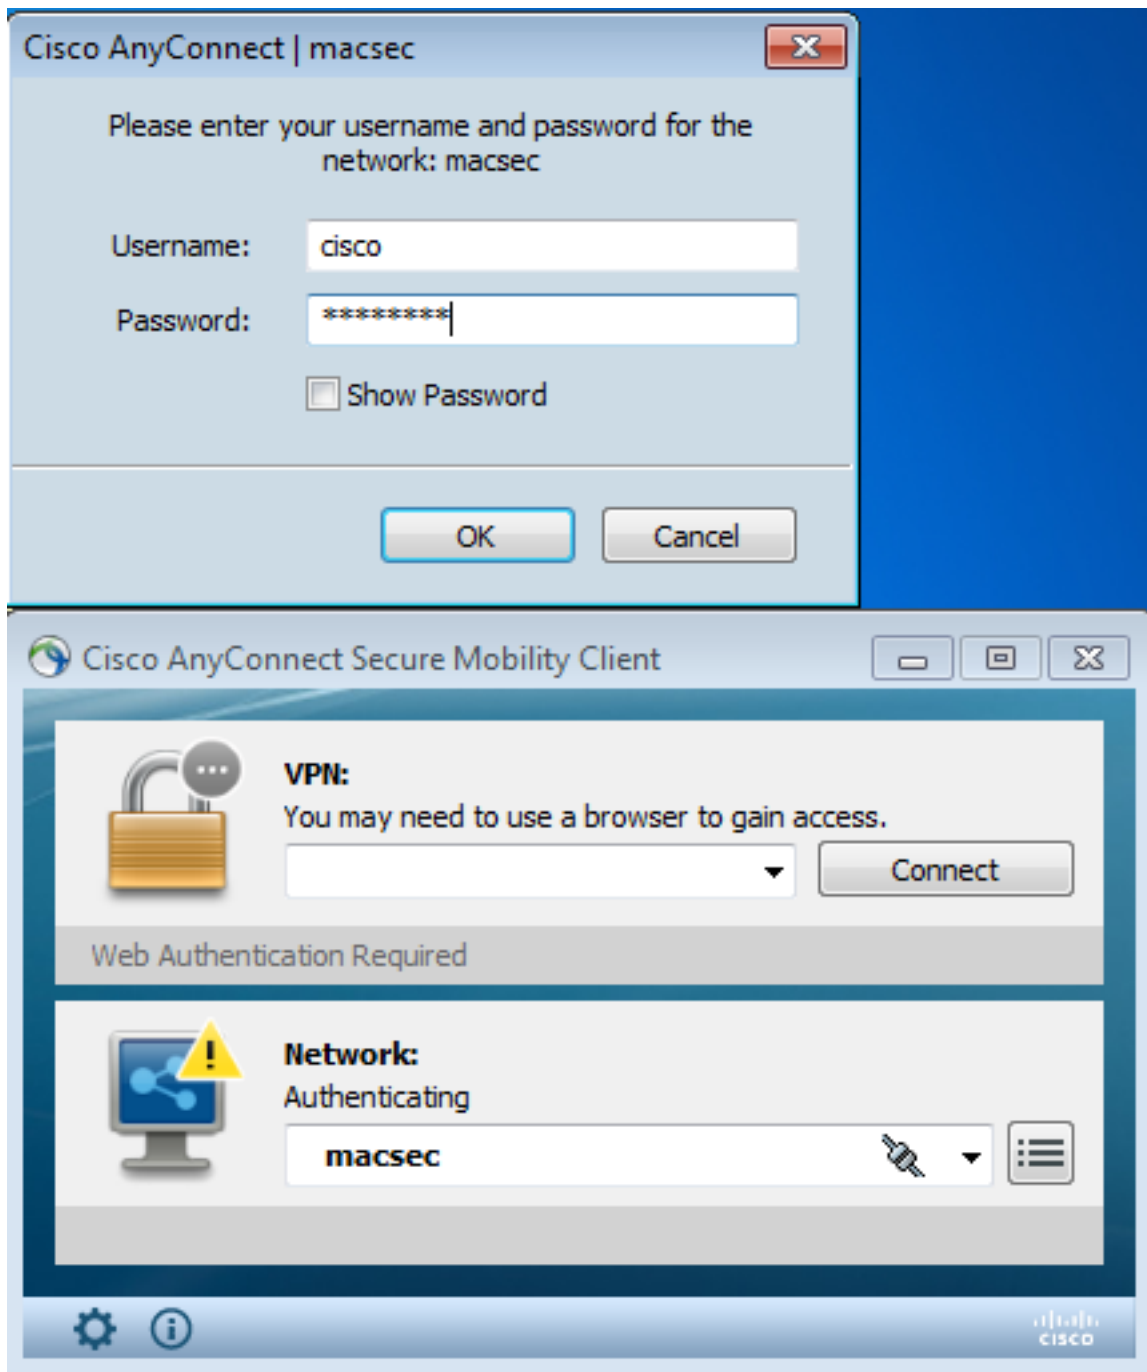 Cisco AnyConnect | macsec
Please enter your username and password for the
network: macsec
Username: cisco
Password: ********
Show Password
OK Cancel
Cisco AnyConnect Secure Mobility Client
VPN:
You may need to use a browser to gain access.
Connect
Web Authentication Required
Network:
Authenticating
macsec
CISCO